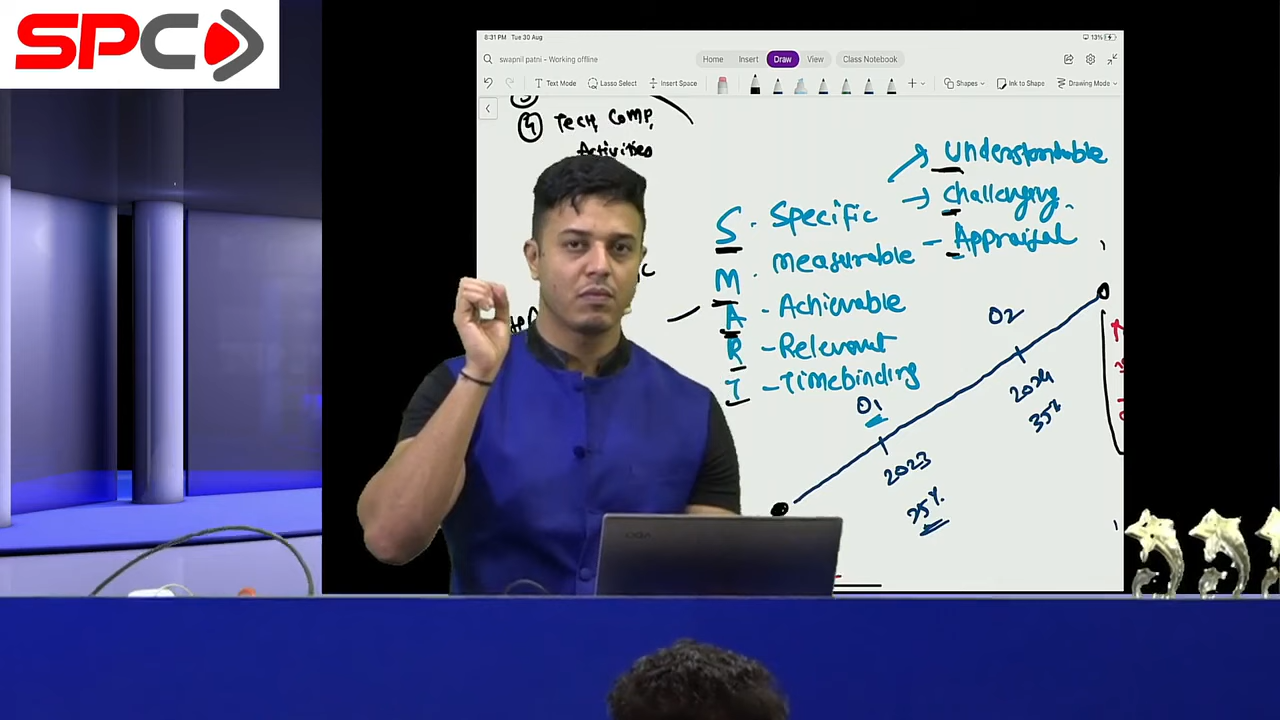 SPC
8:31 PM Tue 30 Aug
13%
swapnil patni - Working offline
Home Insert Draw View Class Notebook
Text Mode Lasso Select Insert Space Shapes Ink to Shape Drawing Mode
④ Tech. Comp.
Activities
Understandable
Challenging
Appraisal
S. Specific
M. Measurable
A - Achievable
R - Relevant
T - Timebinding
O2
O1
2024
35%
2023
25%